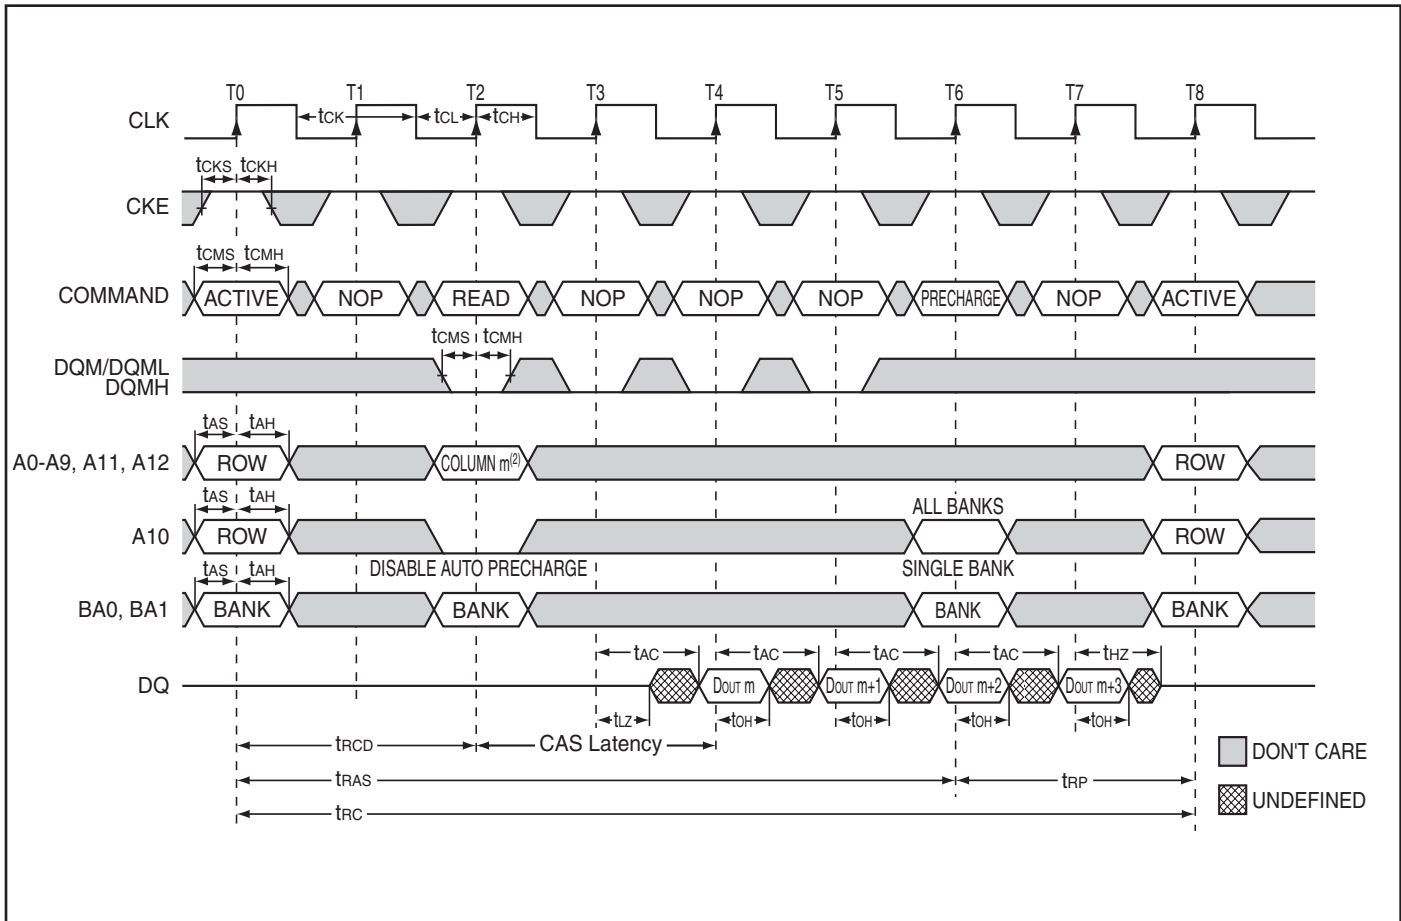 T0 T1 T2 T3 T4 T5 T6 T7 T8
CLK tCK tCL tCH
tCKS tCKH
CKE
tCMS tCMH
COMMAND ACTIVE NOP READ NOP NOP NOP PRECHARGE NOP ACTIVE
tCMS tCMH
DQM/DQML
DQMH
tAS tAH
A0-A9, A11, A12 ROW COLUMN m(2) ROW
tAS tAH ALL BANKS
A10 ROW ROW
tAS tAH DISABLE AUTO PRECHARGE SINGLE BANK
BA0, BA1 BANK BANK BANK BANK
tAC tAC tAC tAC tHZ
DQ DOUT m DOUT m+1 DOUT m+2 DOUT m+3
tLZ tOH tOH tOH tOH
tRCD CAS Latency
DON'T CARE
tRAS tRP
UNDEFINED
tRC